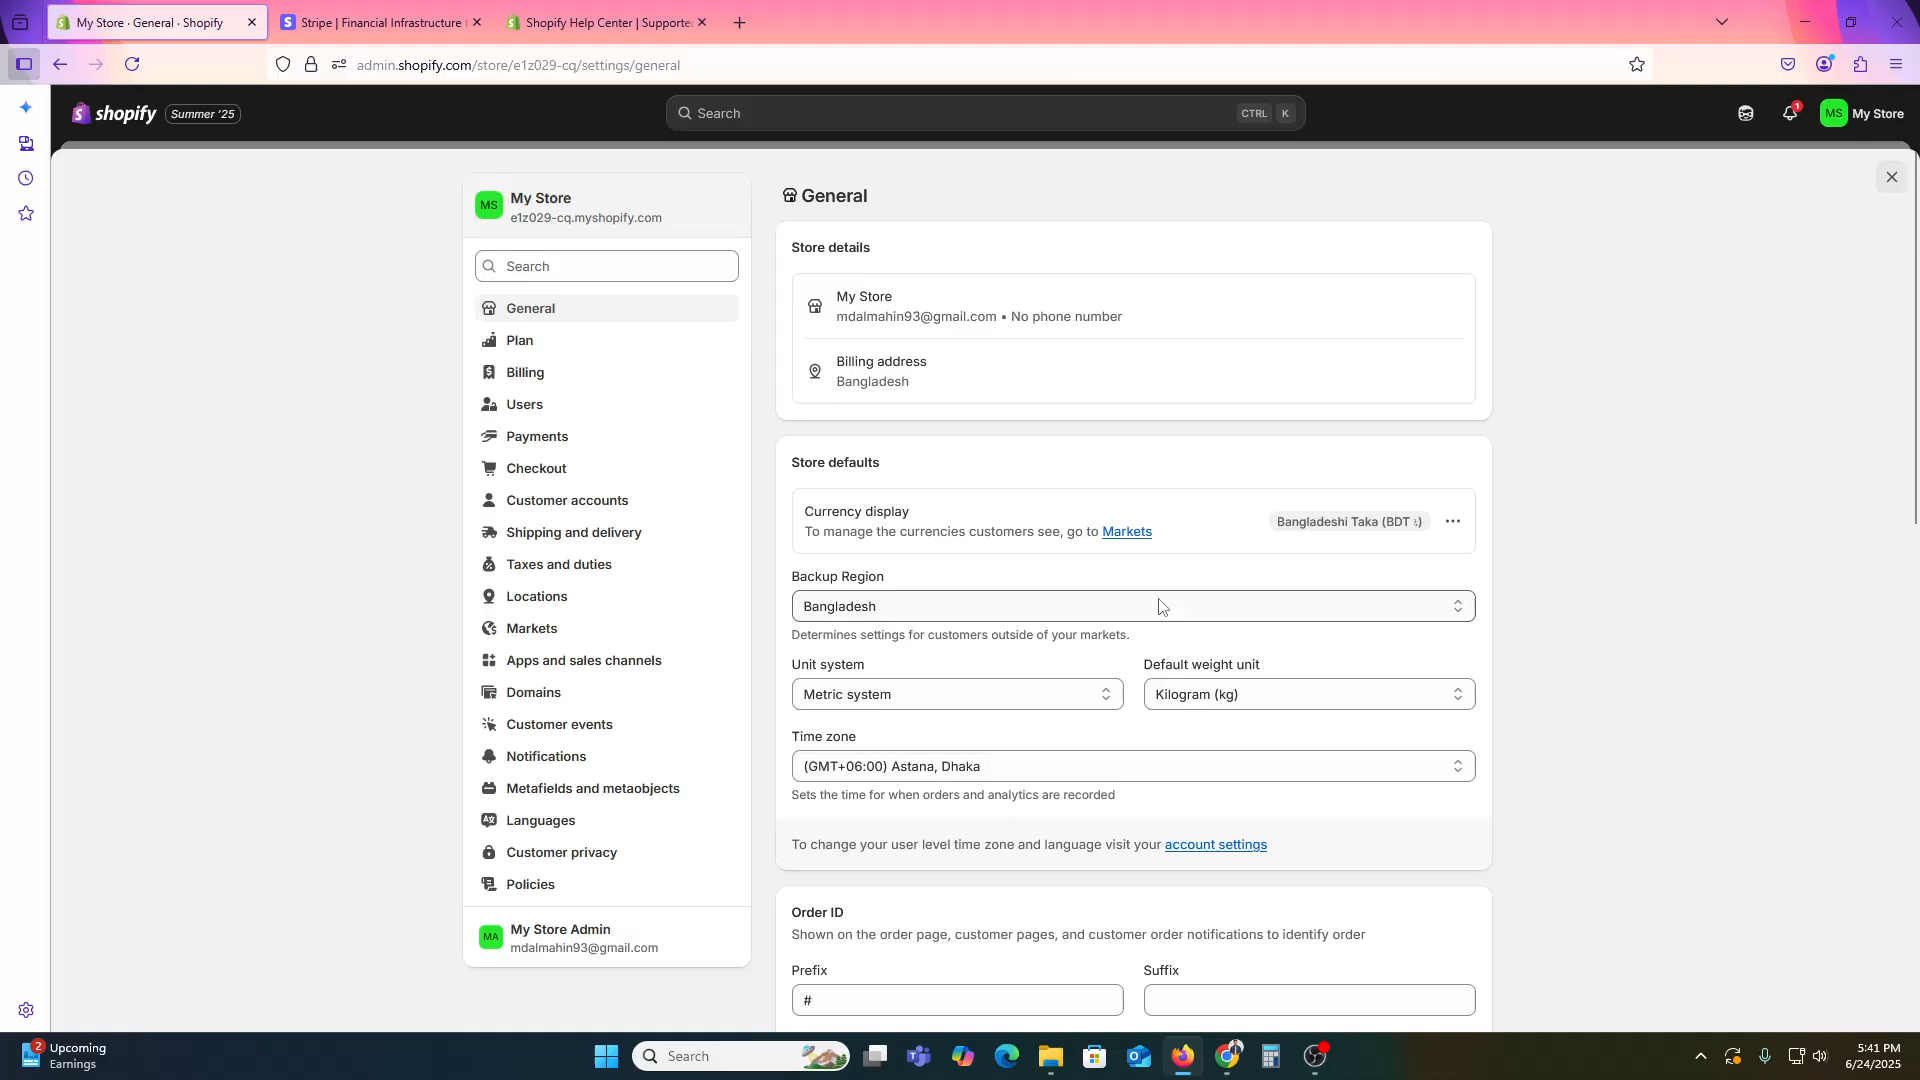 My Store · General · Shopify
Stripe | Financial Infrastructure
Shopify Help Center | Supported
admin.shopify.com/store/e1z029-cq/settings/general
shopify
Summer '25
Search
CTRL K
1
MS
My Store
MS
My Store
e1z029-cq.myshopify.com
Search
General
Plan
Billing
Users
Payments
Checkout
Customer accounts
Shipping and delivery
Taxes and duties
Locations
Markets
Apps and sales channels
Domains
Customer events
Notifications
Metafields and metaobjects
Languages
Customer privacy
Policies
MA
My Store Admin
mdalmahin93@gmail.com
General
Store details
My Store
mdalmahin93@gmail.com • No phone number
Billing address
Bangladesh
Store defaults
Currency display
To manage the currencies customers see, go to Markets
Bangladeshi Taka (BDT ৳)
Backup Region
Bangladesh
Determines settings for customers outside of your markets.
Unit system
Default weight unit
Metric system
Kilogram (kg)
Time zone
(GMT+06:00) Astana, Dhaka
Sets the time for when orders and analytics are recorded
To change your user level time zone and language visit your account settings
Order ID
Shown on the order page, customer pages, and customer order notifications to identify order
Prefix
Suffix
#
2
Upcoming
Earnings
Search
5:41 PM
6/24/2025